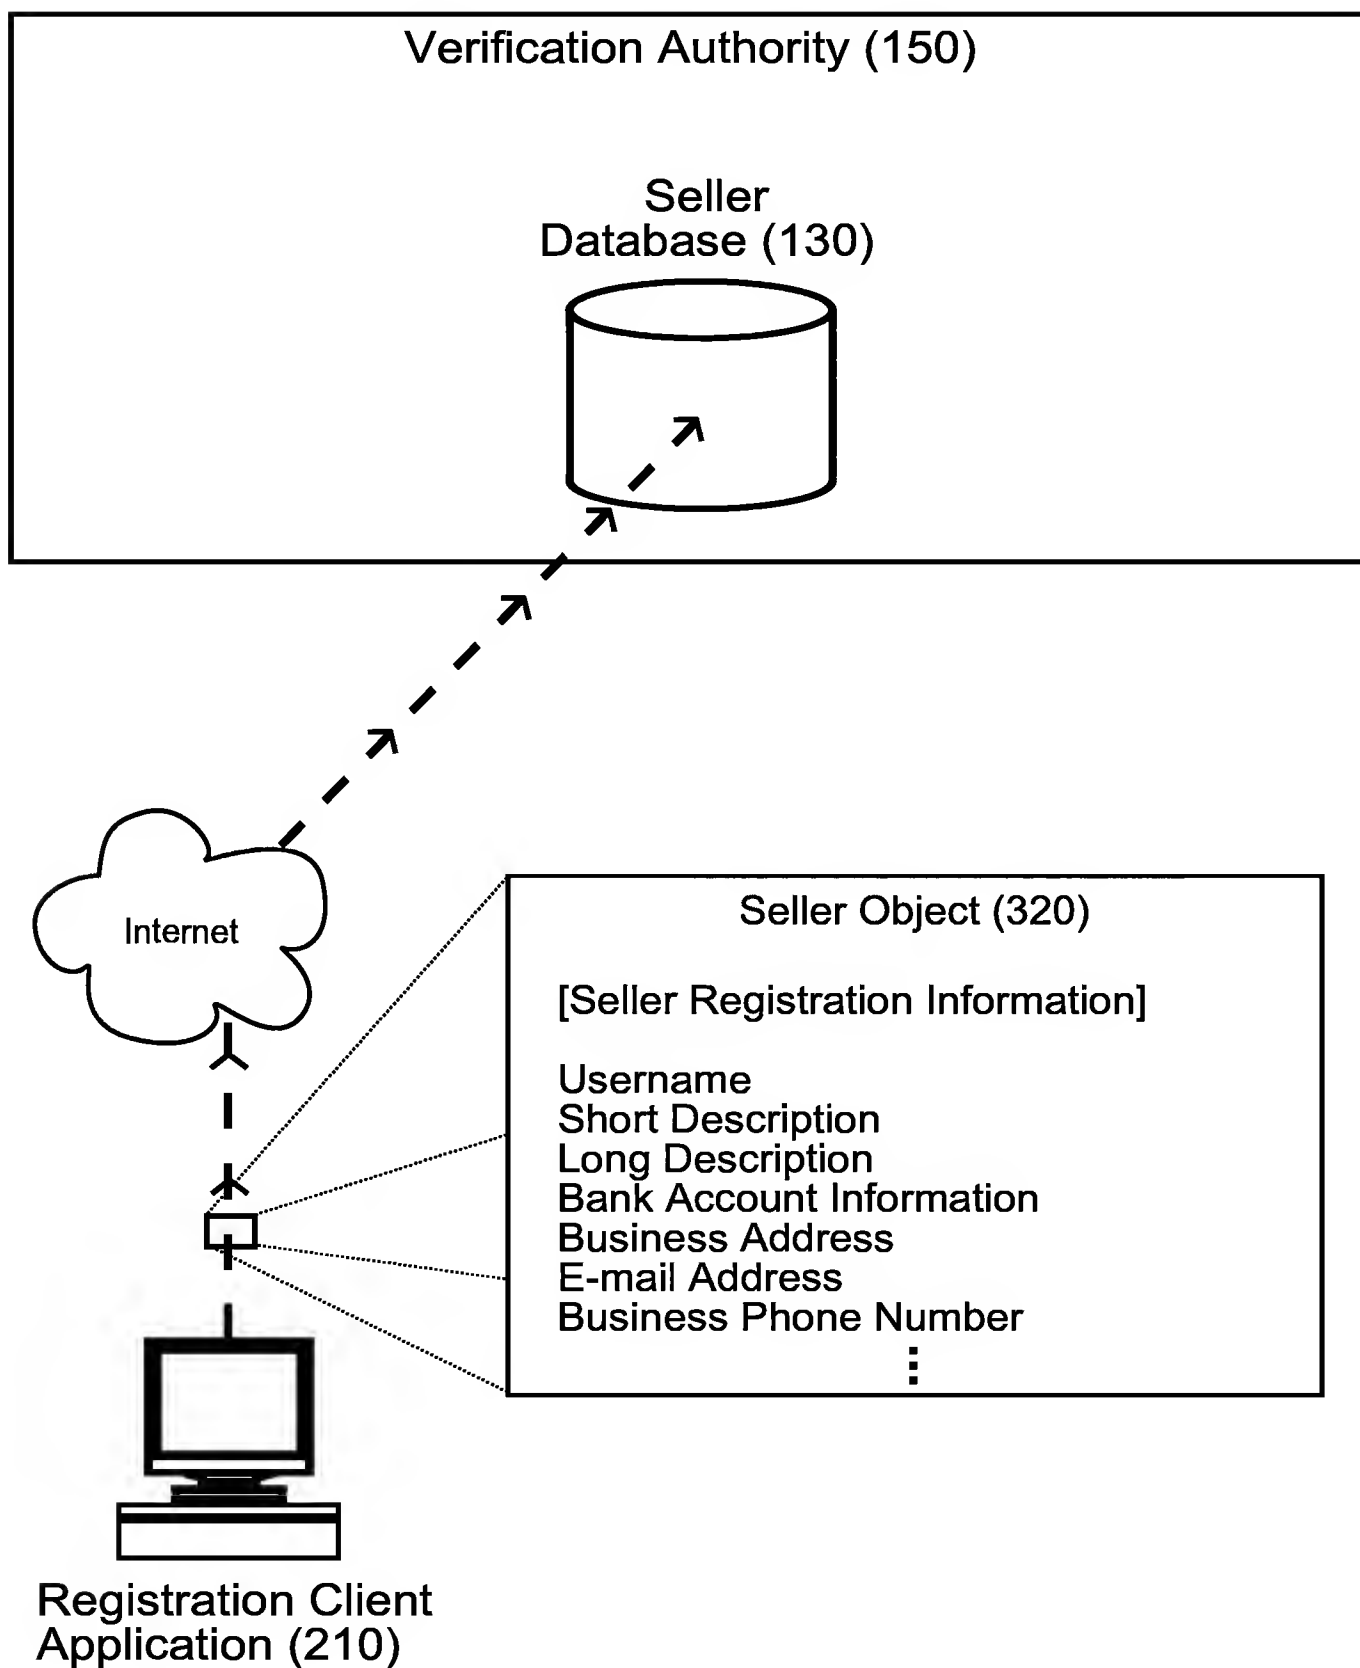 Verification Authority (150)
Seller
Database (130)
Internet
Seller Object (320)
[Seller Registration Information]
Username
Short Description
Long Description
Bank Account Information
Business Address
E-mail Address
Business Phone Number
Registration Client
Application (210)